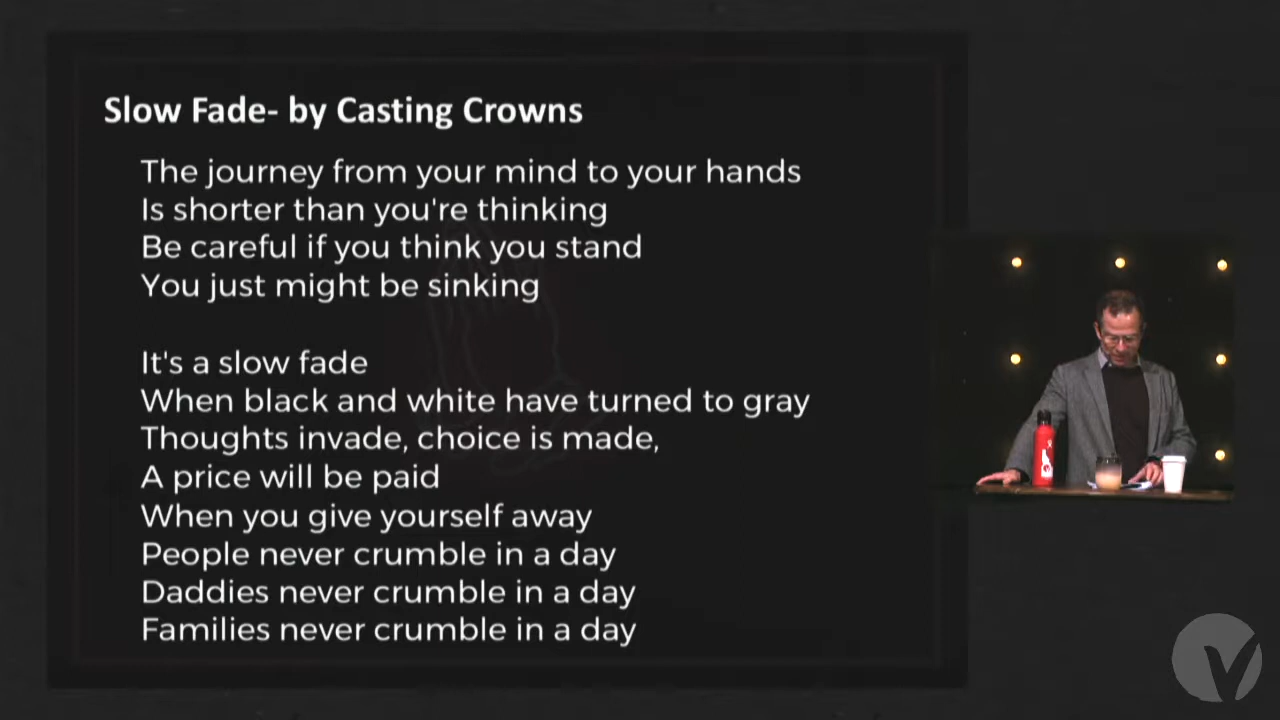 Slow Fade- by Casting Crowns
The journey from your mind to your hands
Is shorter than you're thinking
Be careful if you think you stand
You just might be sinking
It's a slow fade
When black and white have turned to gray
Thoughts invade, choice is made,
A price will be paid
When you give yourself away
People never crumble in a day
Daddies never crumble in a day
Families never crumble in a day